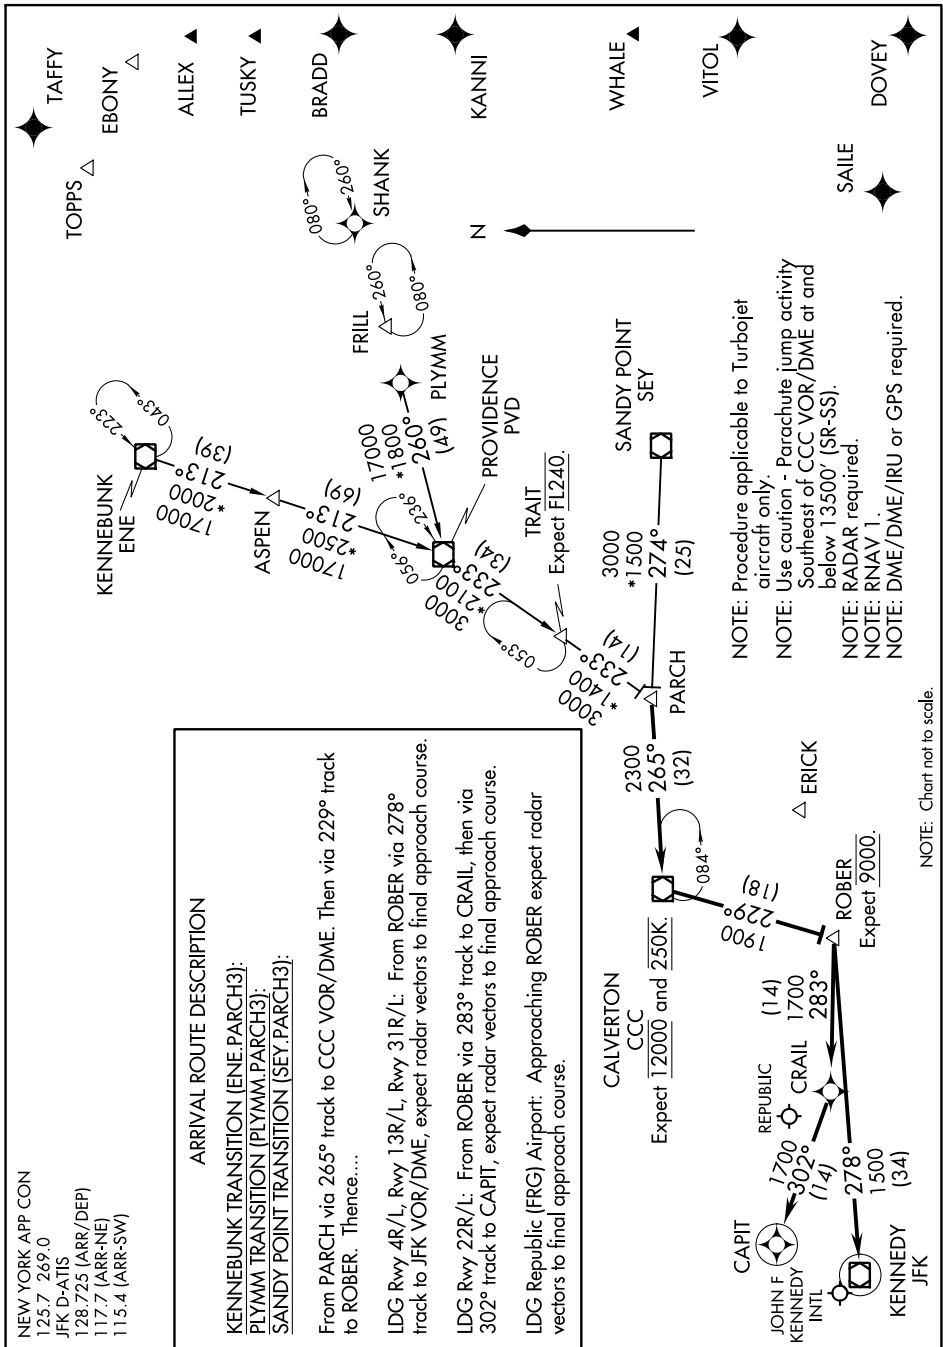 NEW YORK APP CON
125.7 269.0
JFK D-ATIS
128.725 (ARR/DEP)
117.7 (ARR-NE)
115.4 (ARR-SW)
ARRIVAL ROUTE DESCRIPTION
KENNEBUNK TRANSITION (ENE.PARCH3):
PLYMM TRANSITION (PLYMM.PARCH3):
SANDY POINT TRANSITION (SEY.PARCH3):
From PARCH via 265° track to CCC VOR/DME. Then via 229° track
to ROBER. Thence....
LDG Rwy 4R/L, Rwy 13R/L, Rwy 31R/L: From ROBER via 278°
track to JFK VOR/DME, expect radar vectors to final approach course.
LDG Rwy 22R/L: From ROBER via 283° track to CRAIL, then via
302° track to CAPIT, expect radar vectors to final approach course.
LDG Republic (FRG) Airport: Approaching ROBER expect radar
vectors to final approach course.
TAFFY
EBONY
TOPPS
ALLEX
TUSKY
BRADD
KANNI
WHALE
VITOL
DOVEY
SAILE
SHANK
080°
260°
FRILL
260°
080°
N
KENNEBUNK
ENE
223°
043°
(39)
213°
*2000
17000
ASPEN
(69)
213°
*2500
17000
PLYMM
17000
*1800
260°
(49)
PROVIDENCE
PVD
236°
056°
(34)
233°
*2100
3000
TRAIT
Expect FL240.
053°
(14)
233°
*1400
3000
SANDY POINT
SEY
3000
*1500
274°
(25)
PARCH
2300
265°
(32)
CALVERTON
CCC
Expect 12000 and 250K.
084°
(18)
229°
1900
ERICK
ROBER
Expect 9000.
(14)
1700
283°
CRAIL
REPUBLIC
1700
302°
(14)
278°
1500
(34)
CAPIT
JOHN F
KENNEDY
INTL
KENNEDY
JFK
NOTE: Procedure applicable to Turbojet
aircraft only.
NOTE: Use caution - Parachute jump activity
Southeast of CCC VOR/DME at and
below 13500' (SR-SS).
NOTE: RADAR required.
NOTE: RNAV 1.
NOTE: DME/DME/IRU or GPS required.
NOTE: Chart not to scale.